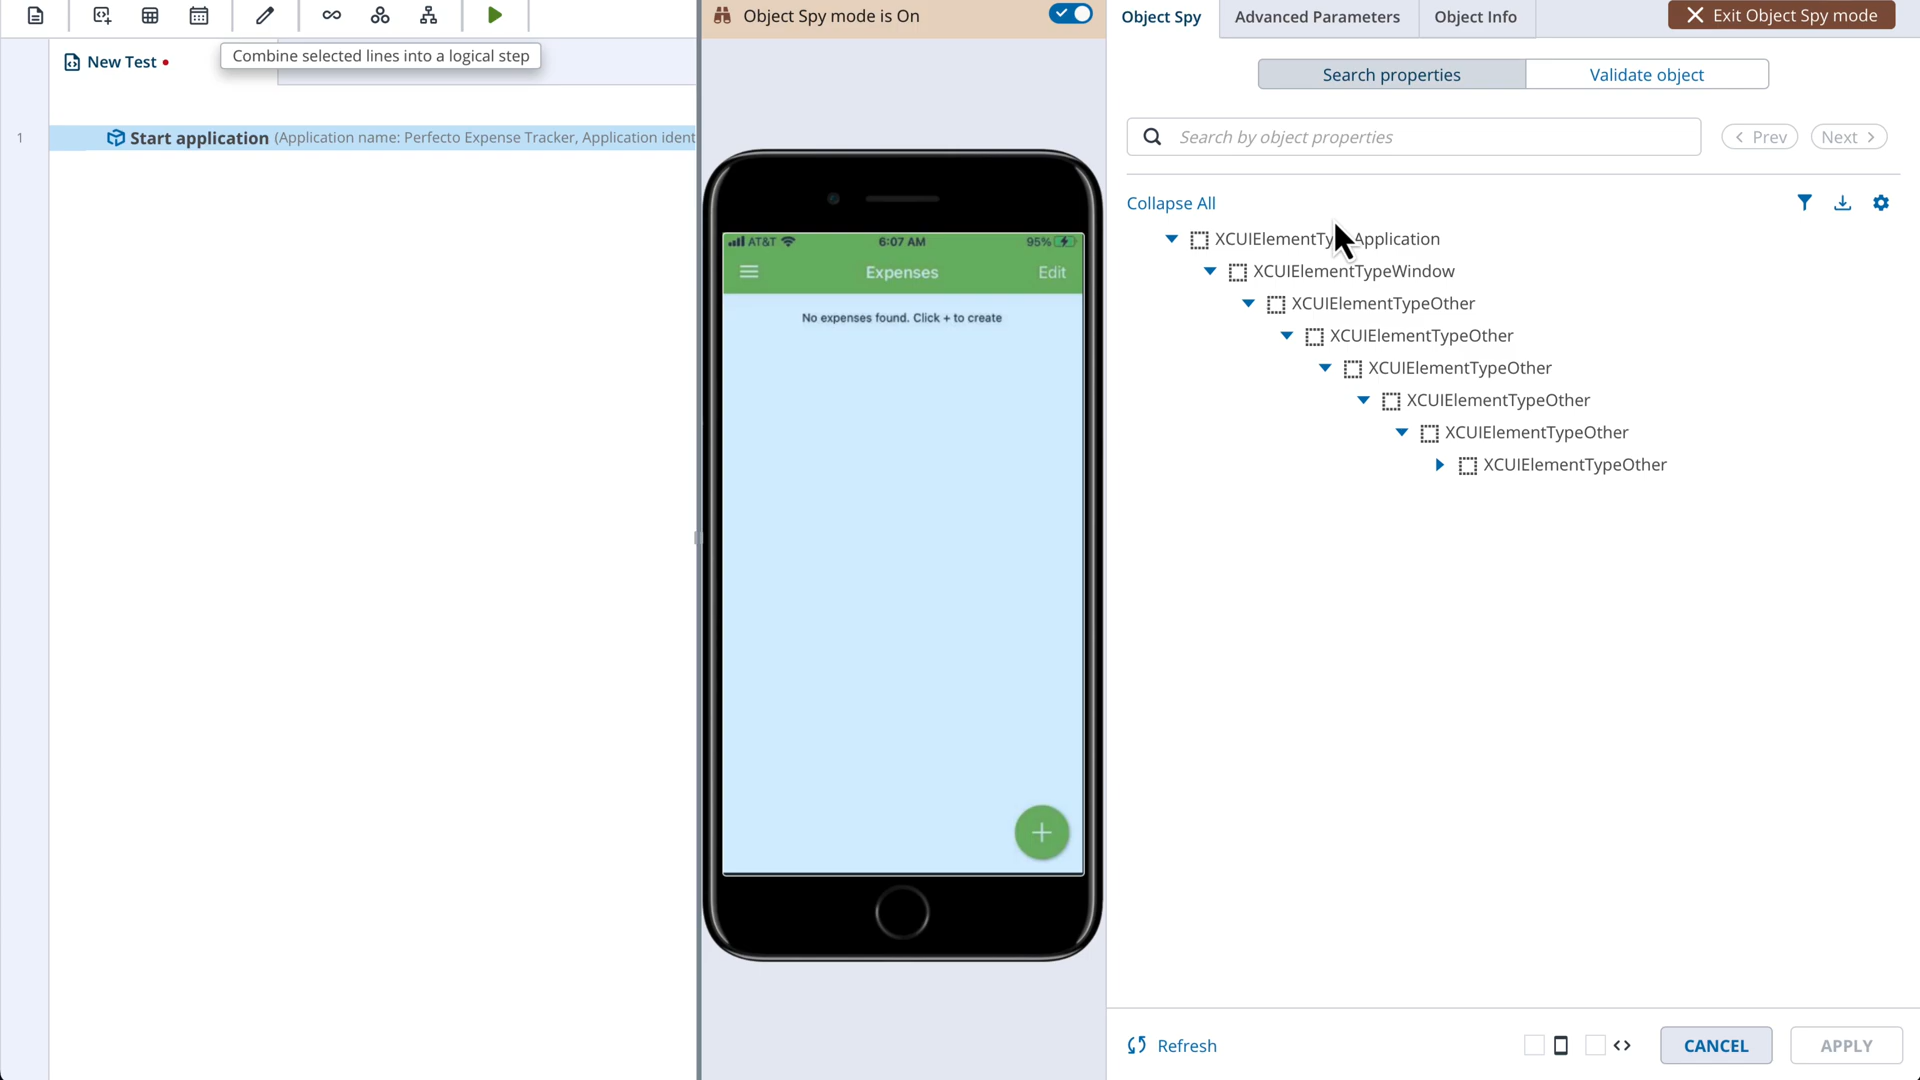 Object Spy mode is On
Object Spy
Advanced Parameters
Object Info
Exit Object Spy mode
New Test
Combine selected lines into a logical step
Search properties
Validate object
1
Start application (Application name: Perfecto Expense Tracker, Application ident
Search by object properties
Prev
Next
Collapse All
AT&T
6:07 AM
95%
Expenses
Edit
No expenses found. Click + to create
XCUIElementTy Application
XCUIElementTypeWindow
XCUIElementTypeOther
XCUIElementTypeOther
XCUIElementTypeOther
XCUIElementTypeOther
XCUIElementTypeOther
XCUIElementTypeOther
Refresh
CANCEL
APPLY